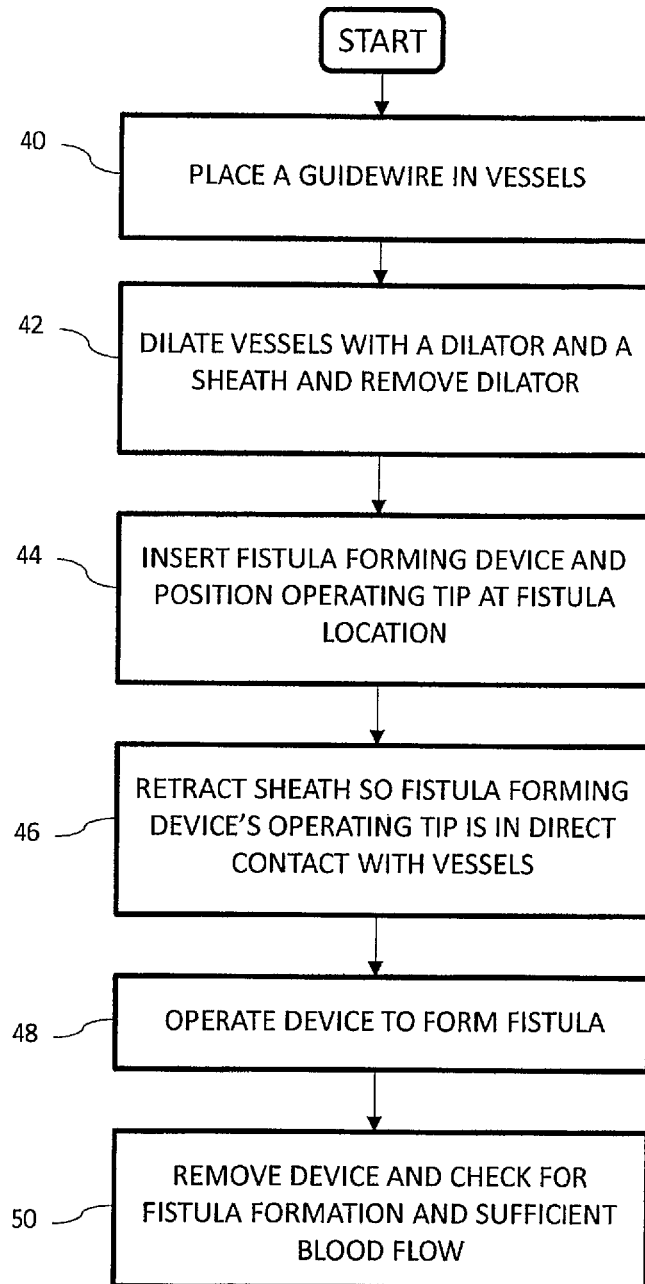 START
40
PLACE A GUIDEWIRE IN VESSELS
42
DILATE VESSELS WITH A DILATOR AND A
SHEATH AND REMOVE DILATOR
44
INSERT FISTULA FORMING DEVICE AND
POSITION OPERATING TIP AT FISTULA
LOCATION
46
RETRACT SHEATH SO FISTULA FORMING
DEVICE'S OPERATING TIP IS IN DIRECT
CONTACT WITH VESSELS
48
OPERATE DEVICE TO FORM FISTULA
50
REMOVE DEVICE AND CHECK FOR
FISTULA FORMATION AND SUFFICIENT
BLOOD FLOW